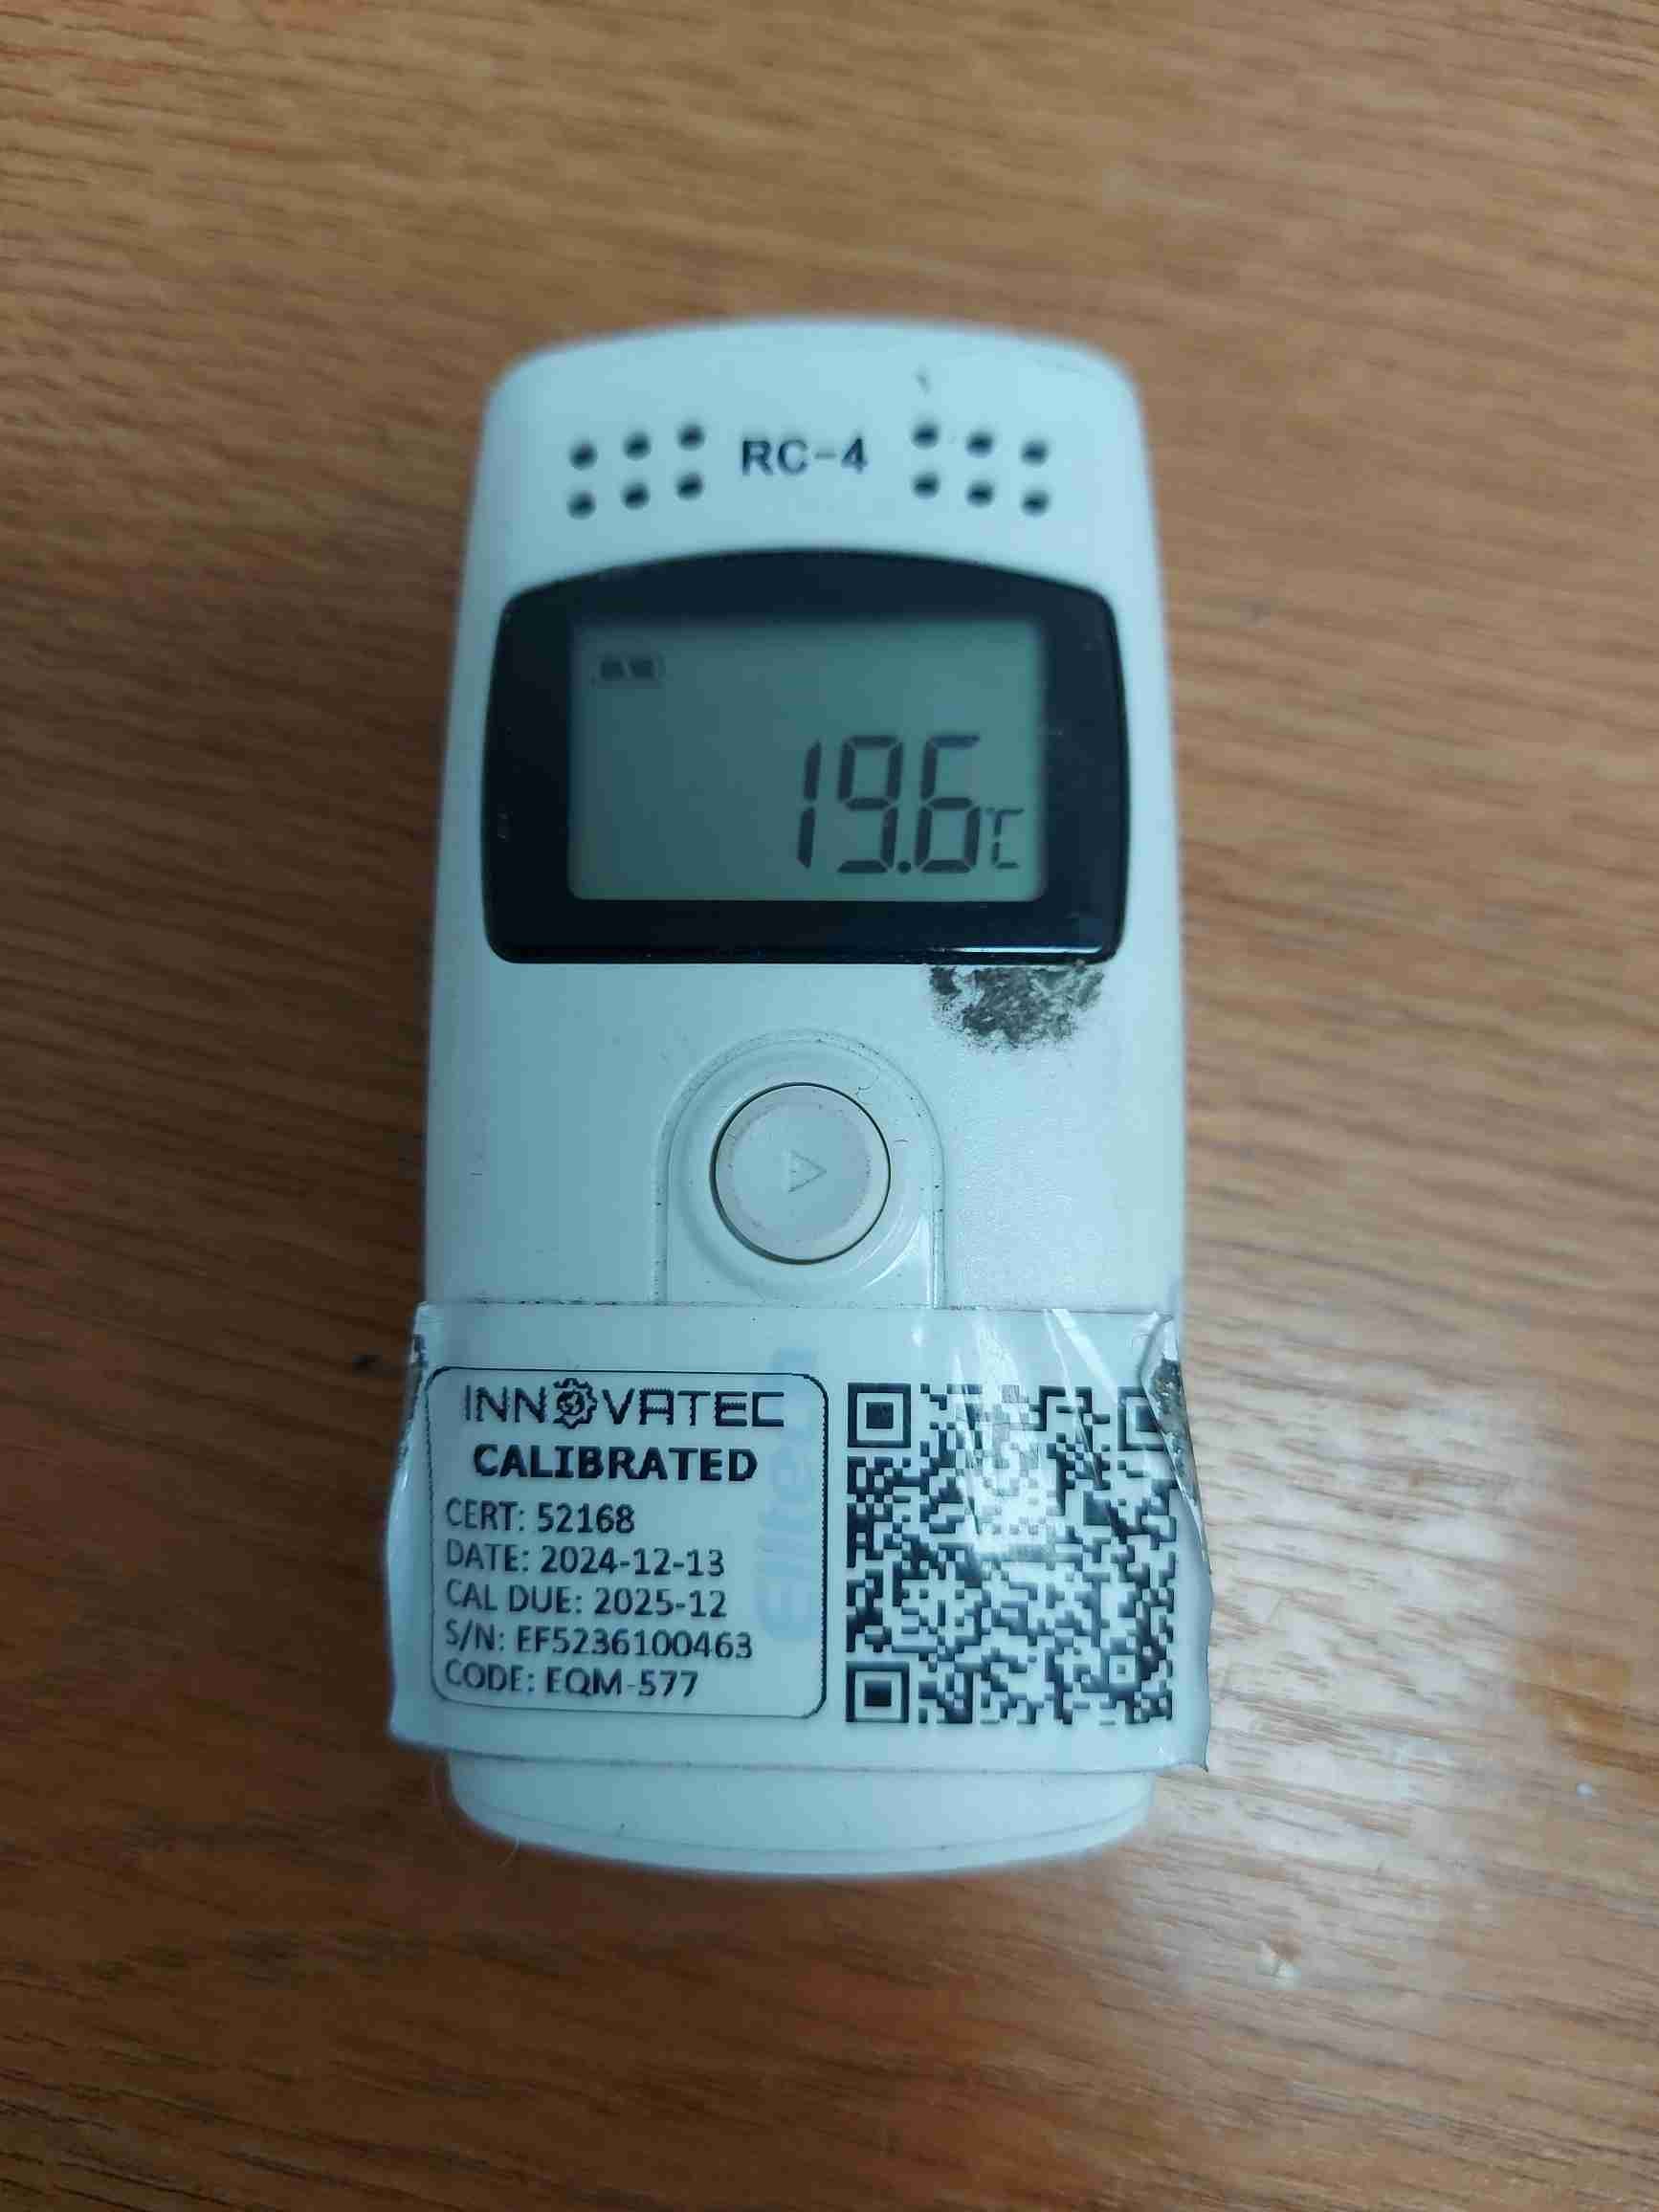 RC-4
19.6℃
INNOVATEC
CALIBRATED
CERT: 52168
DATE: 2024-12-13
CAL DUE: 2025-12
S/N: EF5236100463
CODE: EQM-577
Elitech